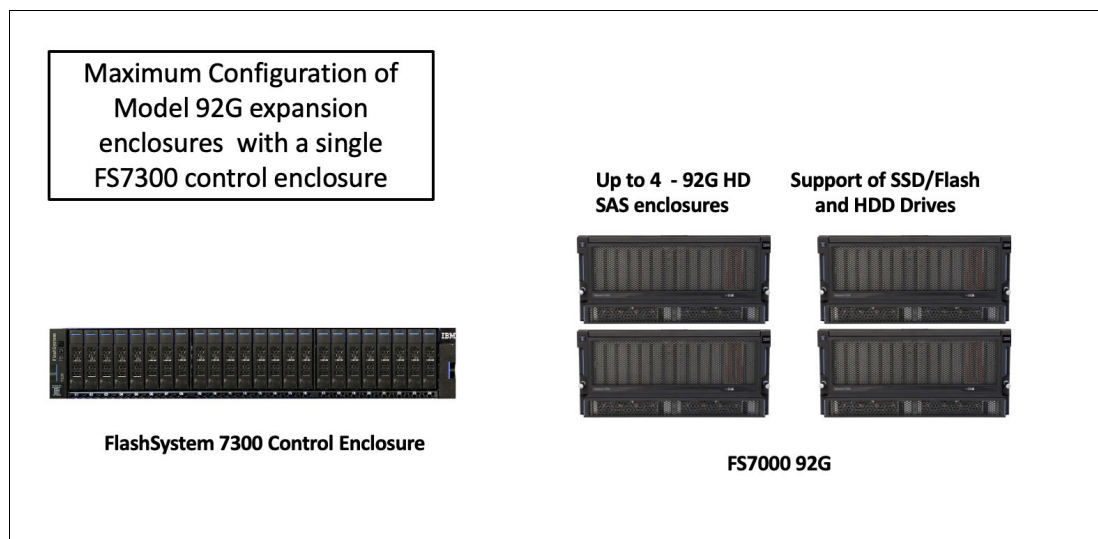 Maximum Configuration of
Model 92G expansion
enclosures with a single
FS7300 control enclosure
Up to 4 - 92G HD
SAS enclosures
Support of SSD/Flash
and HDD Drives
IBM
FlashSystem 7300 Control Enclosure
FS7000 92G